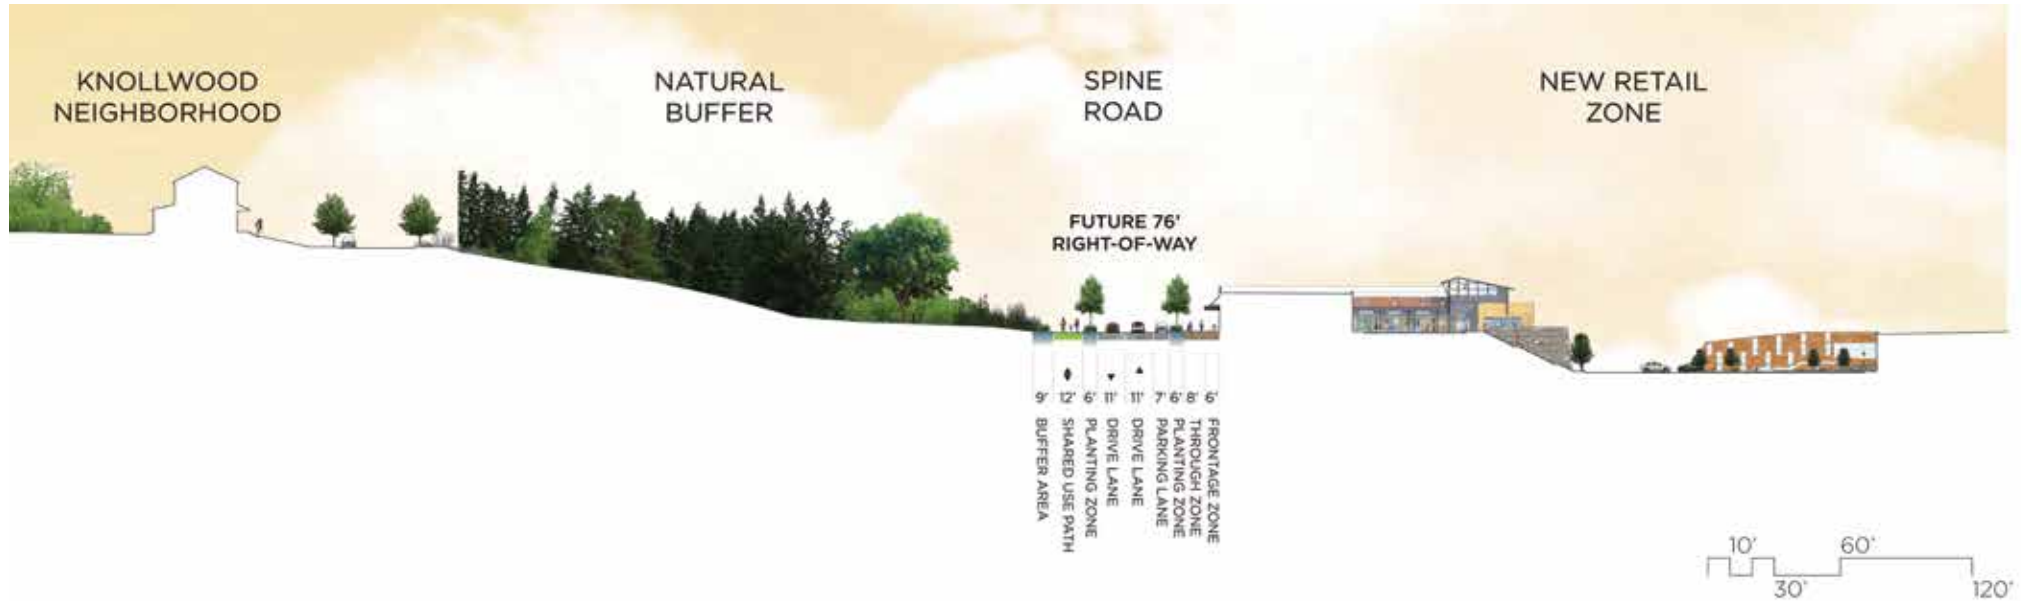 KNOLLWOOD
NEIGHBORHOOD
NATURAL
BUFFER
SPINE
ROAD
NEW RETAIL
ZONE
FUTURE 76'
RIGHT-OF-WAY
9'
12'
6'
11'
11'
7'
6'
8'
6'
BUFFER AREA
SHARED USE PATH
PLANTING ZONE
DRIVE LANE
DRIVE LANE
PARKING LANE
PLANTING ZONE
THROUGH ZONE
FRONTAGE ZONE
10'
60'
30'
120'